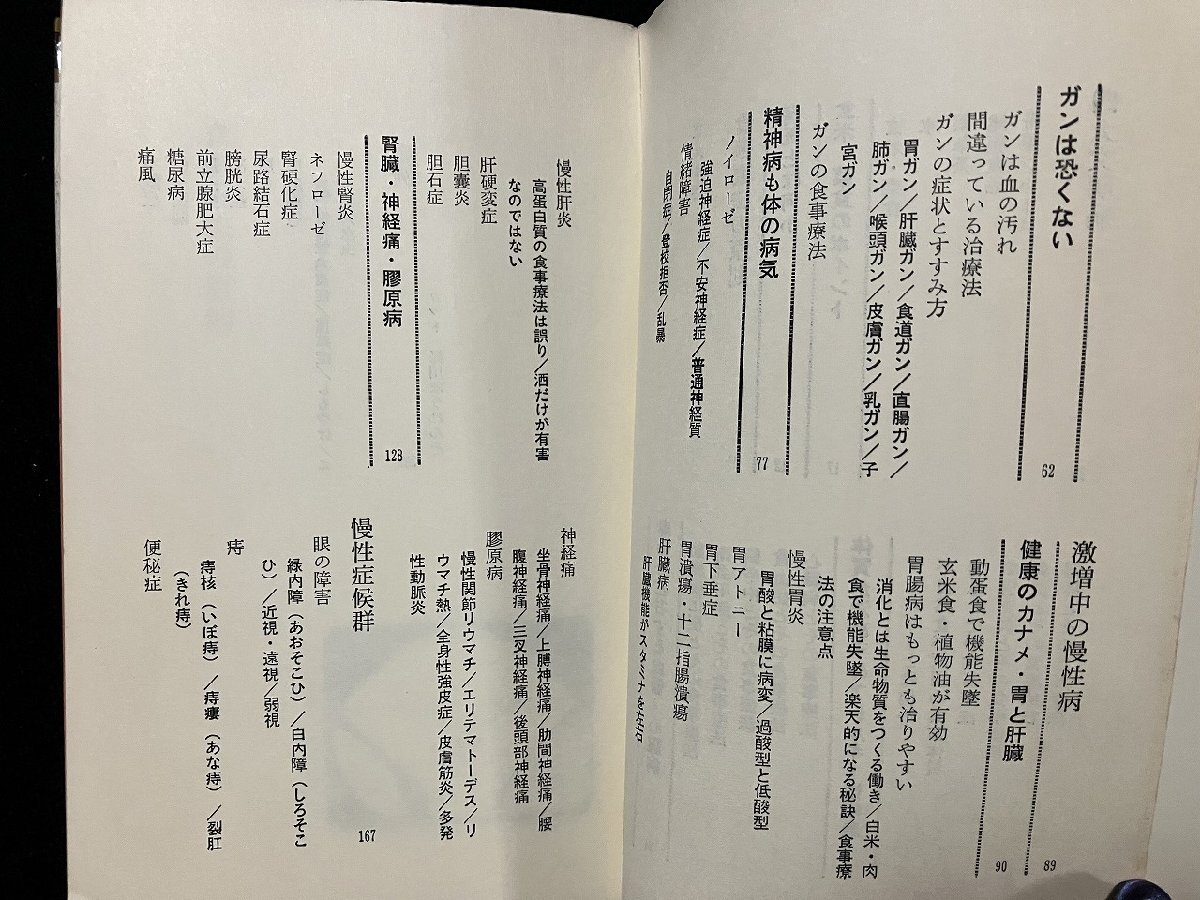 ガンは恐くない
62
ガンは血の汚れ
間違っている治療法
ガンの症状とすすみ方
胃ガン/肝臓ガン/食道ガン/直腸ガン/
肺ガン/喉頭ガン/皮膚ガン/乳ガン/子
宮ガン
ガンの食事療法
精神病も体の病気
77
ノイローゼ
強迫神経症/不安神経症/普通神経質
情緒障害
自閉症/登校拒否/乱暴
激増中の慢性病
89
健康のカナメ・胃と肝臓
90
動蛋食で機能失墜
玄米食・植物油が有効
胃腸病はもっとも治りやすい
消化とは生命物質をつくる働き/白米・肉
食で機能失墜/楽天的になる秘訣/食事療
法の注意点
慢性胃炎
胃酸と粘膜に病変/過酸型と低酸型
胃アトニー
胃下垂症
胃潰瘍・十二指腸潰瘍
肝臓病
肝臓機能がスタミナを左右
慢性肝炎
高蛋白質の食事療法は誤り/酒だけが有害
なのではない
肝硬変症
胆嚢炎
胆石症
腎臓・神経痛・膠原病
128
慢性腎炎
ネフローゼ
腎硬化症
尿路結石症
膀胱炎
前立腺肥大症
糖尿病
痛風
神経痛
坐骨神経痛/上膊神経痛/肋間神経痛/腰
腹神経痛/三叉神経痛/後頭部神経痛
膠原病
慢性関節リウマチ/エリテマトーデス/リ
ウマチ熱/全身性強皮症/皮膚筋炎/多発
性動脈炎
慢性症候群
167
眼の障害
緑内障(あおそこひ)/白内障(しろそこ
ひ)/近視・遠視/弱視
痔
痔核(いぼ痔)/痔瘻(あな痔)/裂肛
(きれ痔)
便秘症